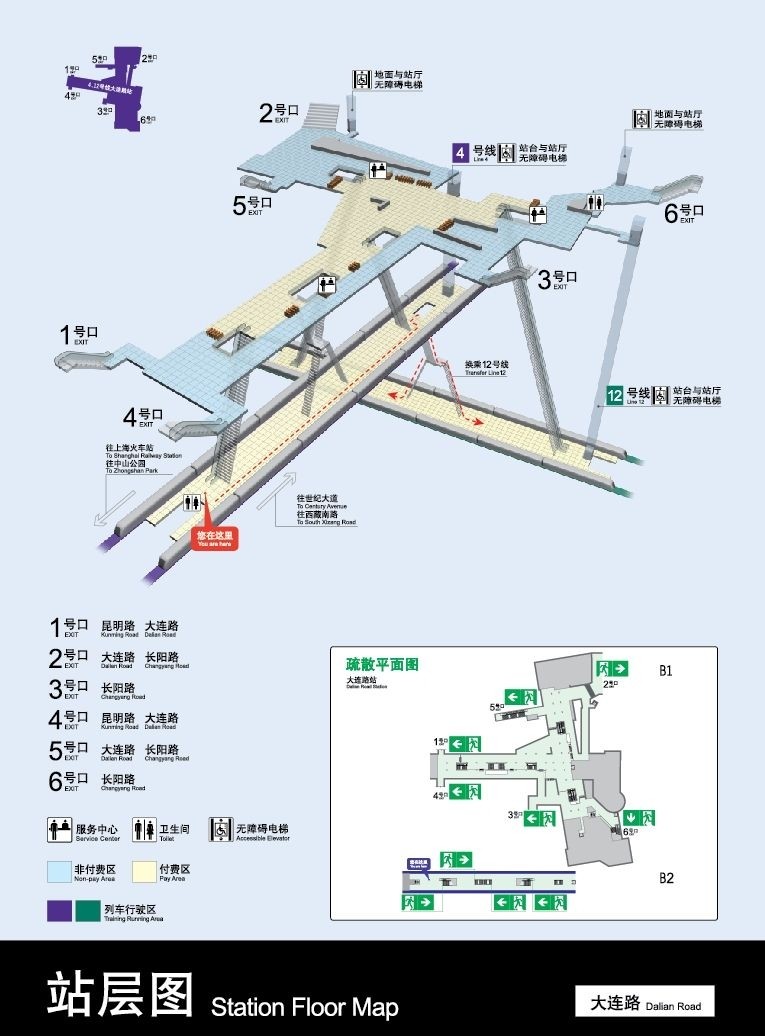 5号口
2号口
1号口
4.12号线大连路站
4号口
3号口
6号口
地面与站厅
无障碍电梯
2号口
EXIT
地面与站厅
无障碍电梯
4 号线
Line 4
站台与站厅
无障碍电梯
5号口
EXIT
6号口
EXIT
3号口
EXIT
1号口
EXIT
换乘12号线
Transfer Line12
12 号线
Line 12
站台与站厅
无障碍电梯
4号口
EXIT
往上海火车站
To Shanghai Railway Station
往中山公园
To Zhongshan Park
往世纪大道
To Century Avenue
往西藏南路
To South Xizang Road
您在这里
You are here
1号口 昆明路 大连路
EXIT Kunming Road Dalian Road
2号口 大连路 长阳路
EXIT Dalian Road Changyang Road
3号口 长阳路
EXIT Changyang Road
4号口 昆明路 大连路
EXIT Kunming Road Dalian Road
5号口 大连路 长阳路
EXIT Dalian Road Changyang Road
6号口 长阳路
EXIT Changyang Road
服务中心
Service Center
卫生间
Toilet
无障碍电梯
Accessible Elevator
非付费区
Non-pay Area
付费区
Pay Area
列车行驶区
Training Running Area
疏散平面图
大连路站
Dalian Road Station
B1
2号口
5号口
1号口
4号口
3号口
6号口
您在这里
You are here
B2
站层图 Station Floor Map
大连路 Dalian Road